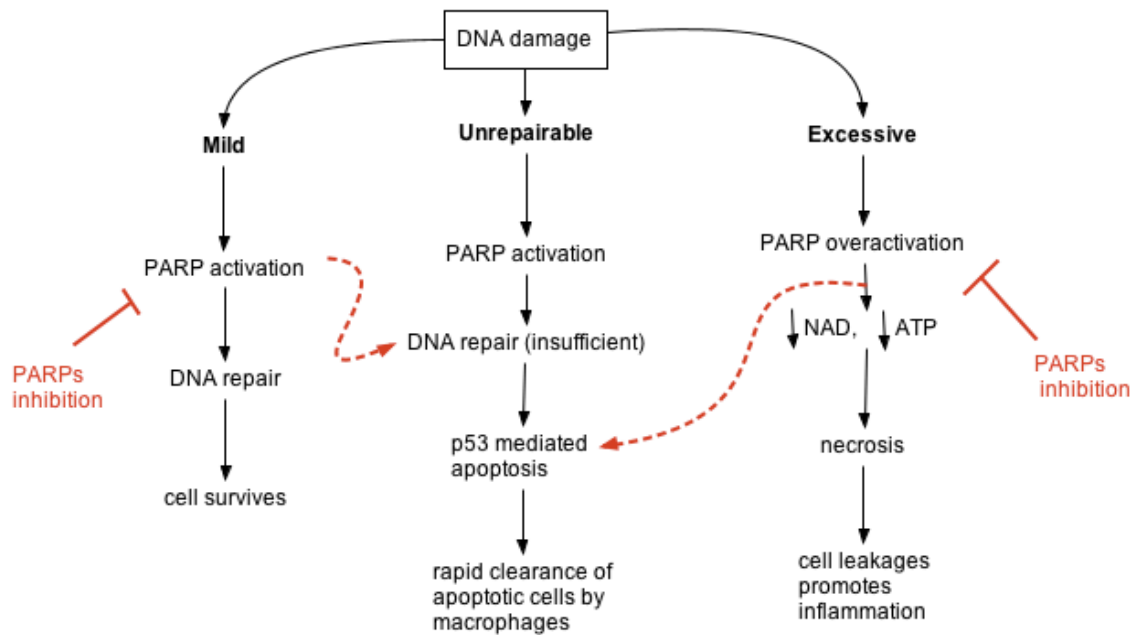 DNA damage
Mild
Unrepairable
Excessive
PARP activation
PARP activation
PARP overactivation
PARPs
inhibition
DNA repair
DNA repair (insufficient)
NAD,
ATP
PARPs
inhibition
cell survives
p53 mediated
apoptosis
necrosis
rapid clearance of
apoptotic cells by
macrophages
cell leakages
promotes
inflammation